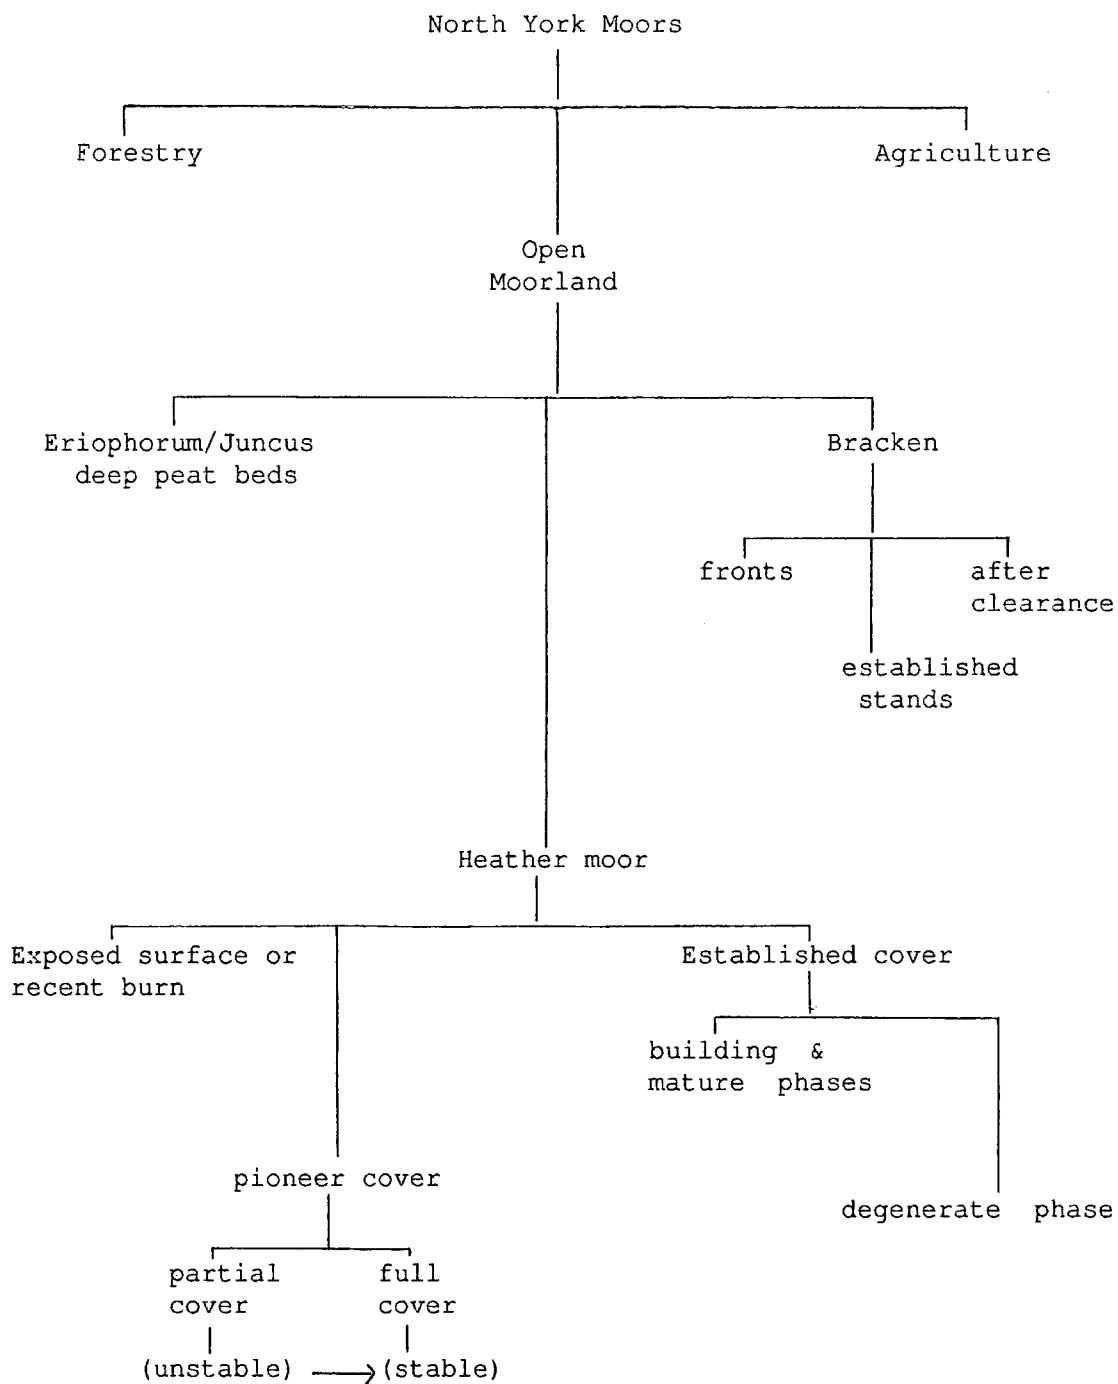 North York Moors
Forestry
Agriculture
Open
Moorland
Eriophorum/Juncus
deep peat beds
Bracken
fronts
after
clearance
established
stands
Heather moor
Exposed surface or
recent burn
Established cover
building &
mature phases
pioneer cover
degenerate phase
partial
cover
full
cover
(unstable) → (stable)